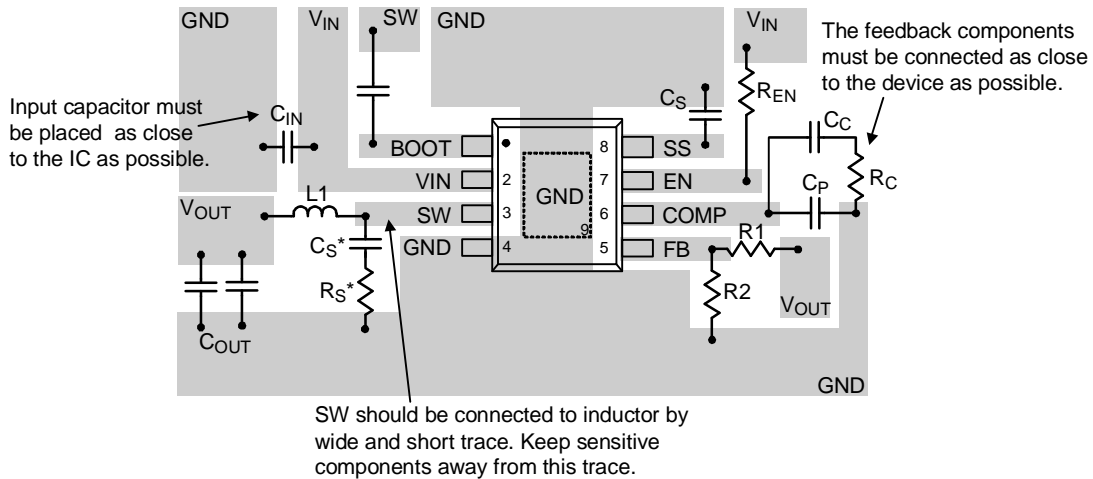 GND
VIN
SW
GND
VIN
The feedback components
must be connected as close
to the device as possible.
Input capacitor must
be placed as close
to the IC as possible.
CIN
CS
REN
CC
RC
CP
BOOT
VIN
SW
GND
2
3
4
GND
9
8
7
6
5
SS
EN
COMP
FB
VOUT
L1
CS*
RS*
COUT
R1
R2
VOUT
GND
SW should be connected to inductor by
wide and short trace. Keep sensitive
components away from this trace.